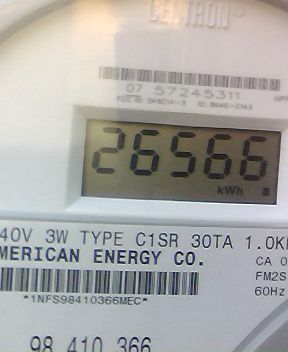 CENTRON®
07 57245311
26566
kWh
40V 3W TYPE C1SR 30TA 1.0K
MERICAN ENERGY CO.
CA 0
FM2S
60Hz
*1NFS98410366MEC*
98 410 366